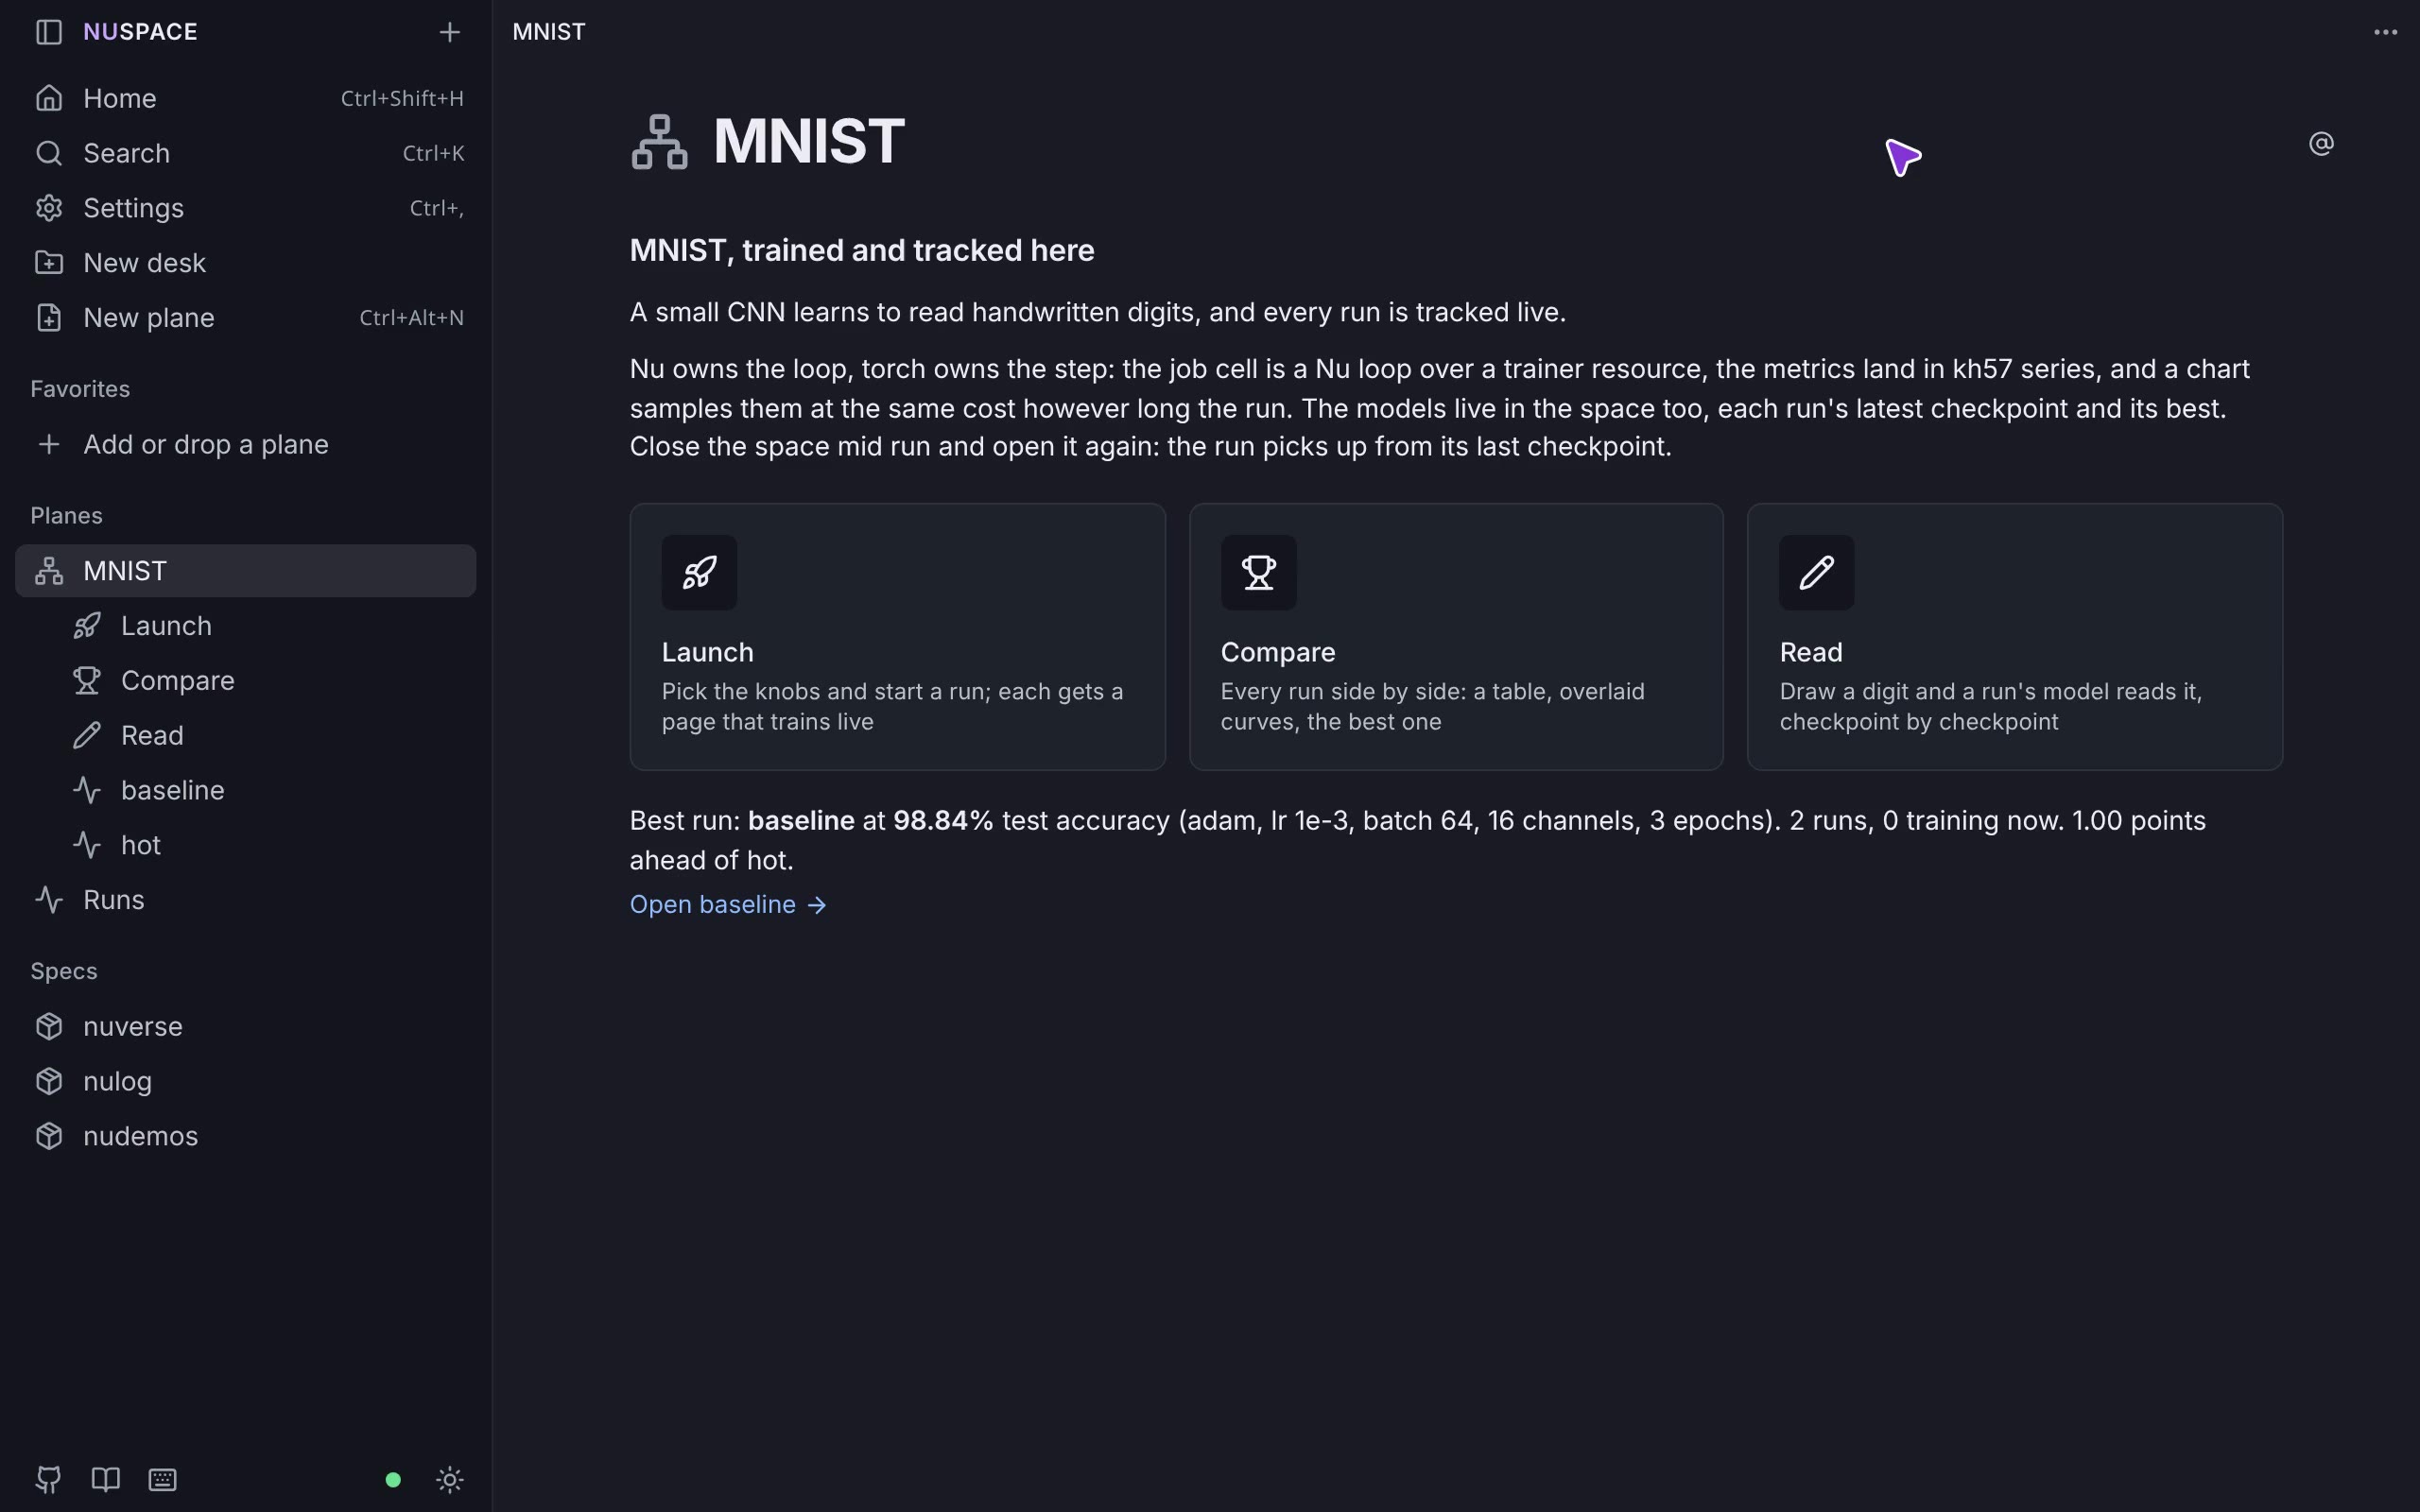 NUSPACE
Home Ctrl+Shift+H
Search Ctrl+K
Settings Ctrl+,
New desk
New plane Ctrl+Alt+N
Favorites
Add or drop a plane
Planes
MNIST
Launch
Compare
Read
baseline
hot
Runs
Specs
nuverse
nulog
nudemos
MNIST
MNIST
MNIST, trained and tracked here
A small CNN learns to read handwritten digits, and every run is tracked live.
Nu owns the loop, torch owns the step: the job cell is a Nu loop over a trainer resource, the metrics land in kh57 series, and a chart
samples them at the same cost however long the run. The models live in the space too, each run's latest checkpoint and its best.
Close the space mid run and open it again: the run picks up from its last checkpoint.
Launch
Pick the knobs and start a run; each gets a
page that trains live
Compare
Every run side by side: a table, overlaid
curves, the best one
Read
Draw a digit and a run's model reads it,
checkpoint by checkpoint
Best run: baseline at 98.84% test accuracy (adam, lr 1e-3, batch 64, 16 channels, 3 epochs). 2 runs, 0 training now. 1.00 points
ahead of hot.
Open baseline →